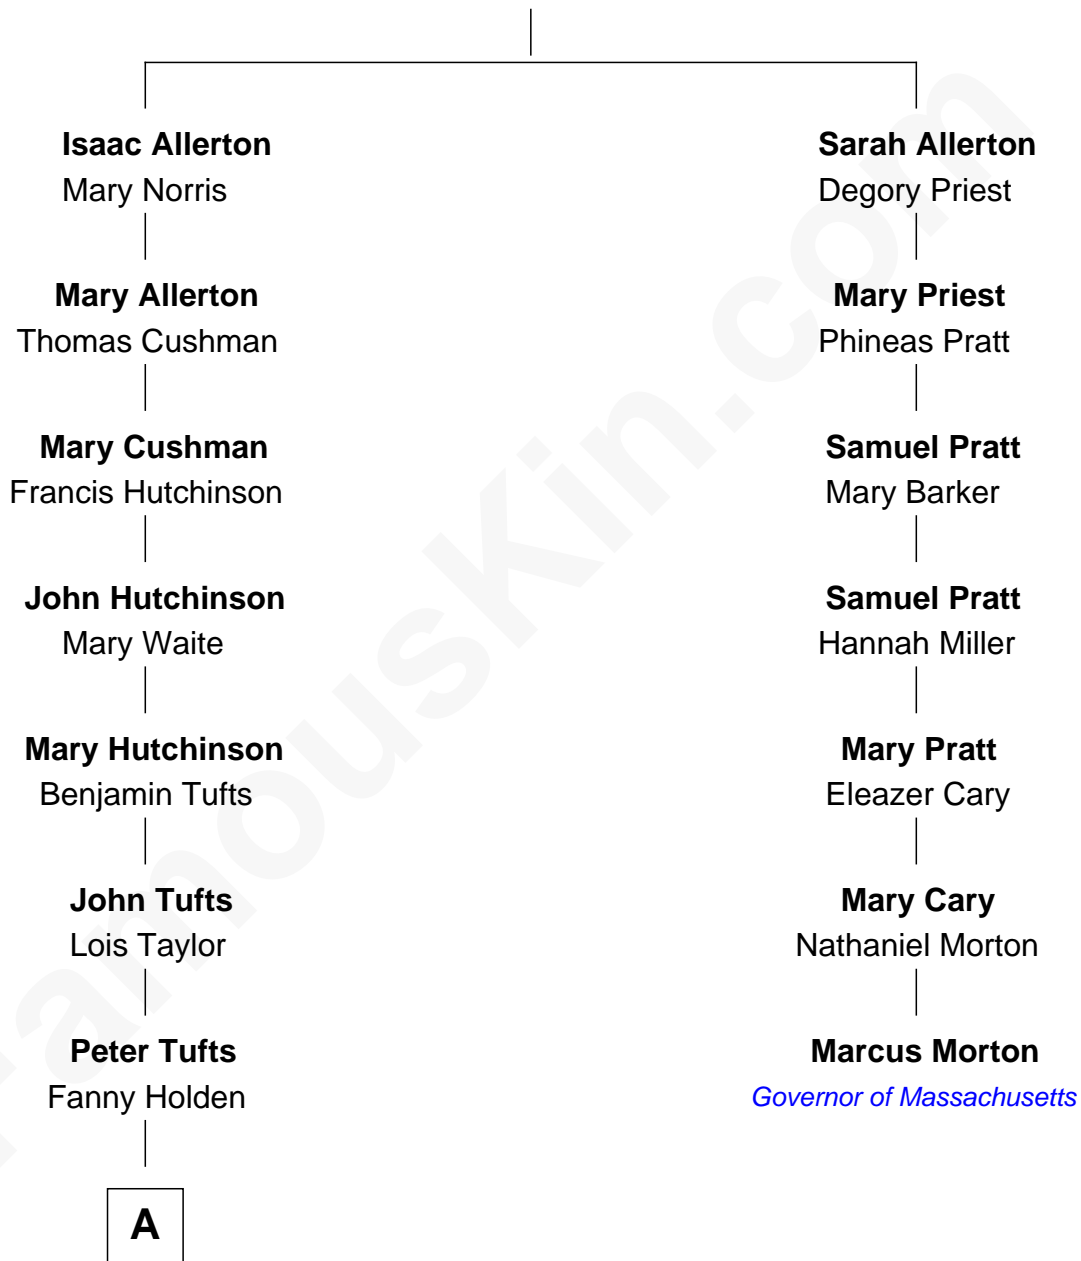 Isaac Allerton
Mary Norris
Sarah Allerton
Degory Priest
Mary Allerton
Thomas Cushman
Mary Priest
Phineas Pratt
Mary Cushman
Francis Hutchinson
Samuel Pratt
Mary Barker
John Hutchinson
Mary Waite
Samuel Pratt
Hannah Miller
Mary Hutchinson
Benjamin Tufts
Mary Pratt
Eleazer Cary
John Tufts
Lois Taylor
Mary Cary
Nathaniel Morton
Peter Tufts
Fanny Holden
Marcus Morton
Governor of Massachusetts
A
FamousKin.com